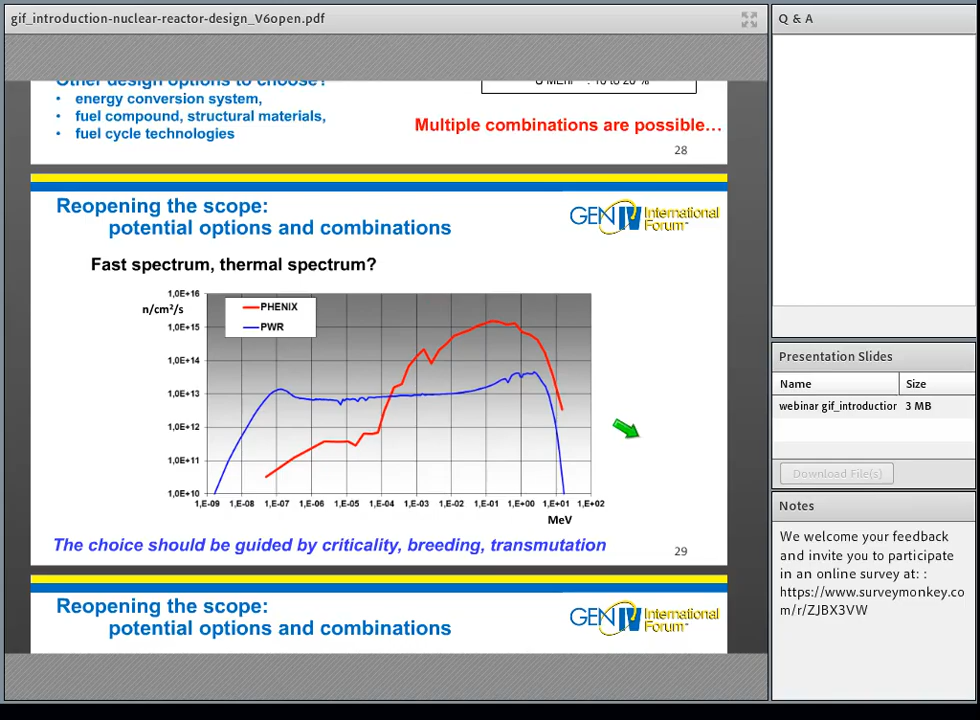 gif_introduction-nuclear-reactor-design_V6open.pdf
Other design options to choose?
• energy conversion system,
• fuel compound, structural materials,
• fuel cycle technologies
Multiple combinations are possible…
28
Reopening the scope:
potential options and combinations
GEN IV International
Forum™
Fast spectrum, thermal spectrum?
n/cm²/s
1,0E+16
1,0E+15
1,0E+14
1,0E+13
1,0E+12
1,0E+11
1,0E+10
PHENIX
PWR
1,E-09 1,E-08 1,E-07 1,E-06 1,E-05 1,E-04 1,E-03 1,E-02 1,E-01 1,E+00 1,E+01 1,E+02
MeV
The choice should be guided by criticality, breeding, transmutation
29
Reopening the scope:
potential options and combinations
GEN IV International
Forum™
Q & A
Presentation Slides
Name Size
webinar gif_introduction 3 MB
Download File(s)
Notes
We welcome your feedback
and invite you to participate
in an online survey at: :
https://www.surveymonkey.co
m/r/ZJBX3VW